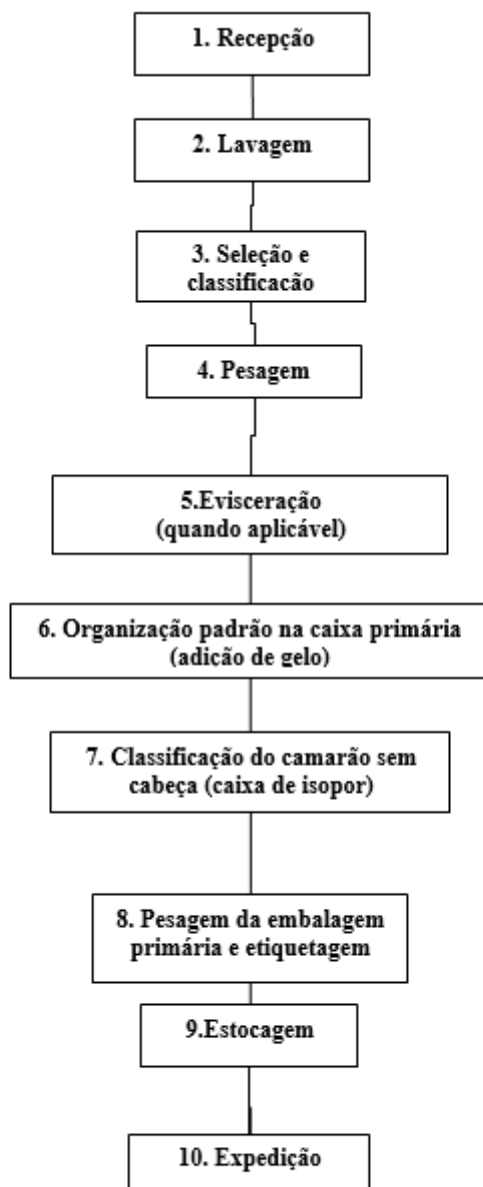 1. Recepção
2. Lavagem
3. Seleção e
classificacão
4. Pesagem
5.Evisceração
(quando aplicável)
6. Organização padrão na caixa primária
(adição de gelo)
7. Classificação do camarão sem
cabeça (caixa de isopor)
8. Pesagem da embalagem
primária e etiquetagem
9.Estocagem
10. Expedição